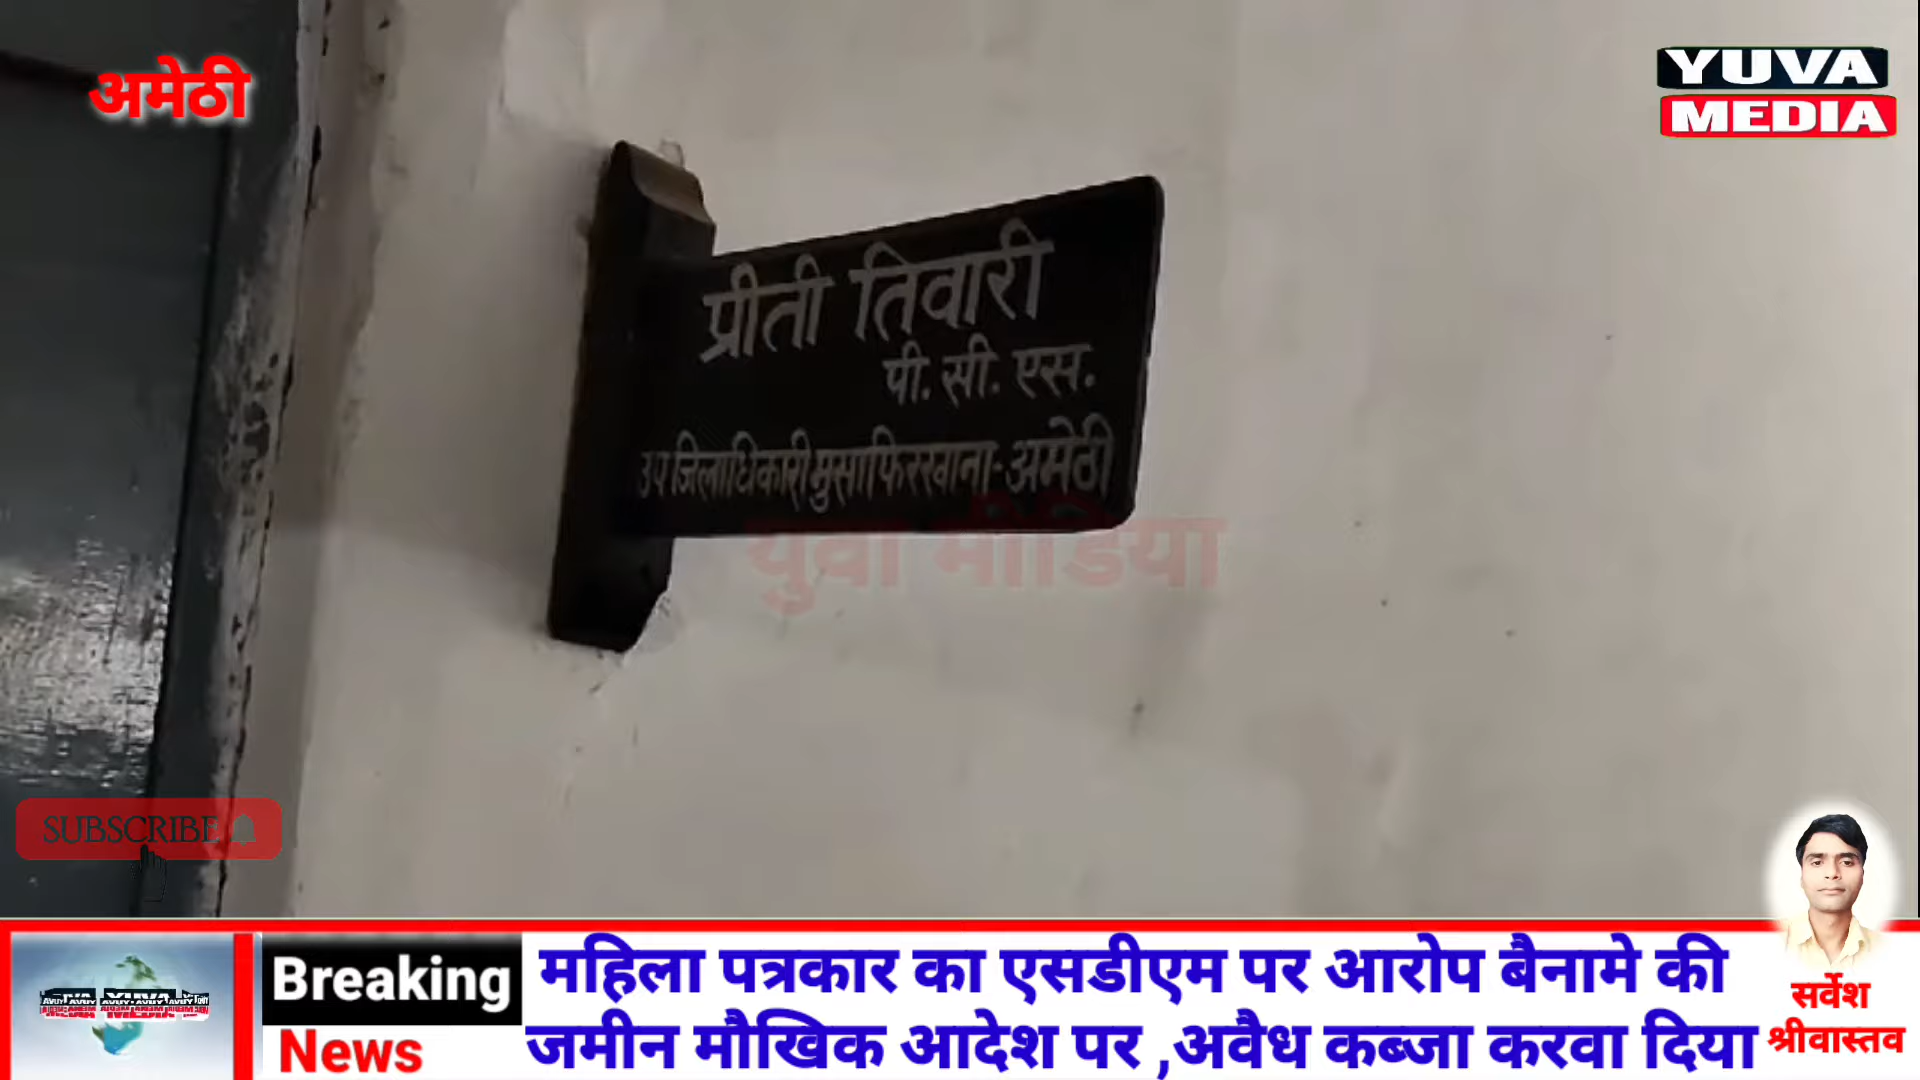 अमेठी
YUVA
MEDIA
प्रीती तिवारी
पी. सी. एस.
उपजिलाधिकारी मुसाफिरखाना-अमेठी
युवा मीडिया
SUBSCRIBE
Breaking
News
महिला पत्रकार का एसडीएम पर आरोप बैनामे की
जमीन मौखिक आदेश पर ,अवैध कब्जा करवा दिया
सर्वेश
श्रीवास्तव